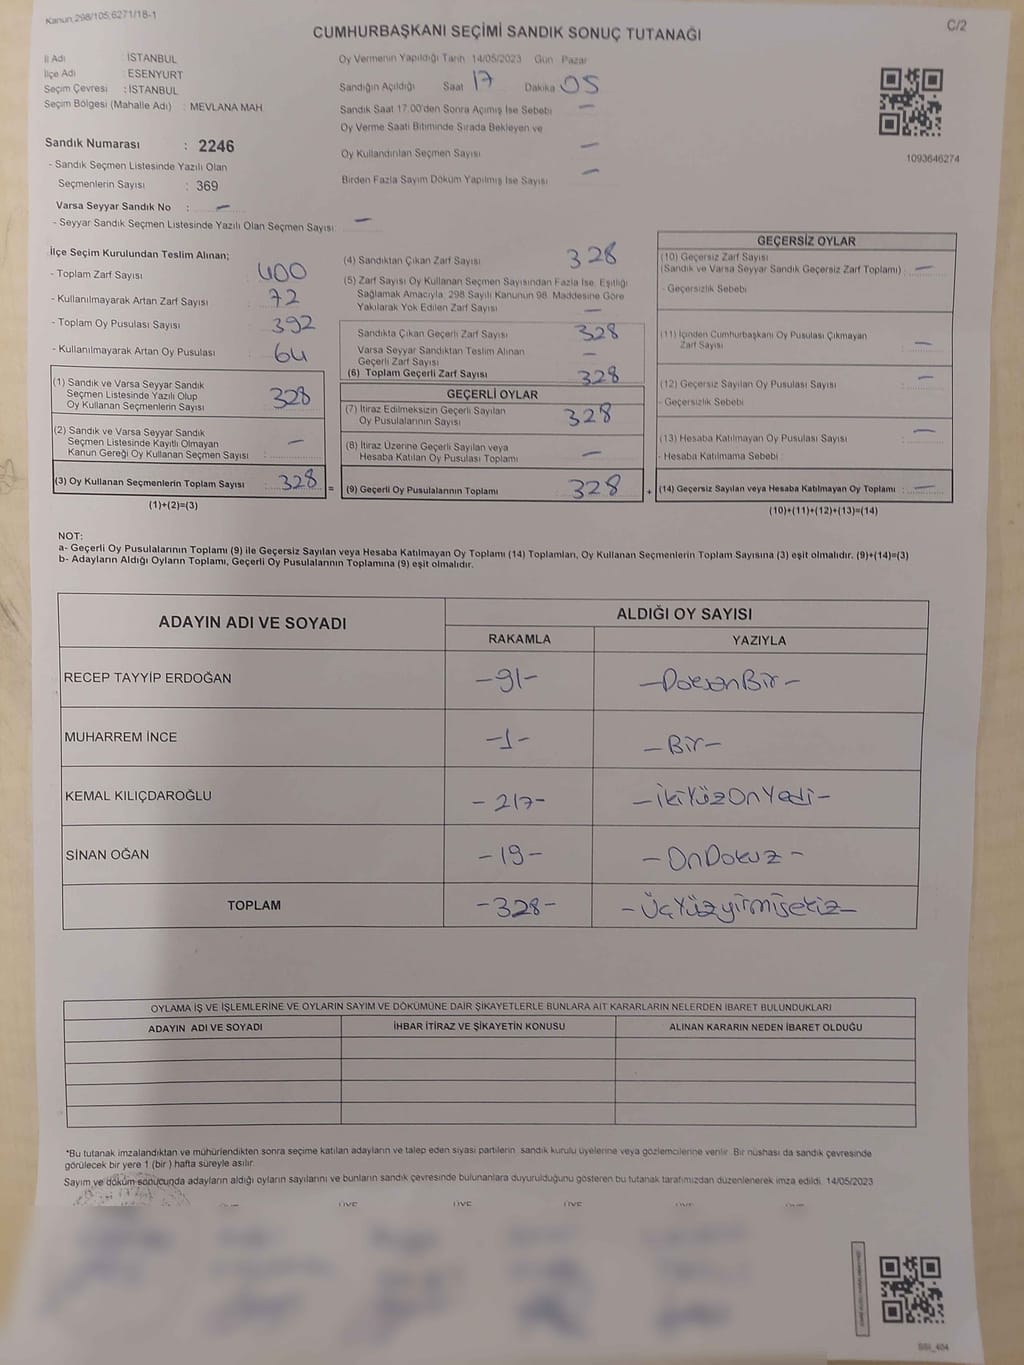 Kanun;298/105;6271/18-1
C/2
CUMHURBAŞKANI SEÇİMİ SANDIK SONUÇ TUTANAĞI
İl Adı : İSTANBUL
İlçe Adı : ESENYURT
Seçim Çevresi : İSTANBUL
Seçim Bölgesi (Mahalle Adı) : MEVLANA MAH.
Sandık Numarası : 2246
- Sandık Seçmen Listesinde Yazılı Olan
Seçmenlerin Sayısı : 369
Varsa Seyyar Sandık No : —
- Seyyar Sandık Seçmen Listesinde Yazılı Olan Seçmen Sayısı: —
Oy Vermenin Yapıldığı Tarih 14/05/2023 Gün Pazar
Sandığın Açıldığı Saat 17 Dakika 05
Sandık Saat 17.00'den Sonra Açımış İse Sebebi —
Oy Verme Saati Bitiminde Sırada Bekleyen ve
Oy Kullandırılan Seçmen Sayısı —
Birden Fazla Sayım Döküm Yapılmış İse Sayısı —
1093646274
İlçe Seçim Kurulundan Teslim Alınan;
- Toplam Zarf Sayısı 400
- Kullanılmayarak Artan Zarf Sayısı 72
- Toplam Oy Pusulası Sayısı 392
- Kullanılmayarak Artan Oy Pusulası 64
(1) Sandık ve Varsa Seyyar Sandık
Seçmen Listesinde Yazılı Olup
Oy Kullanan Seçmenlerin Sayısı 328
(2) Sandık ve Varsa Seyyar Sandık
Seçmen Listesinde Kayıtlı Olmayan
Kanun Gereği Oy Kullanan Seçmen Sayısı : —
(3) Oy Kullanan Seçmenlerin Toplam Sayısı : 328 =
(1)+(2)=(3)
(4) Sandıktan Çıkan Zarf Sayısı 328
(5) Zarf Sayısı Oy Kullanan Seçmen Sayısından Fazla İse, Eşitliği
Sağlamak Amacıyla; 298 Sayılı Kanunun 98. Maddesine Göre
Yakılarak Yok Edilen Zarf Sayısı —
Sandıkta Çıkan Geçerli Zarf Sayısı 328
Varsa Seyyar Sandıktan Teslim Alınan
Geçerli Zarf Sayısı —
(6) Toplam Geçerli Zarf Sayısı 328
GEÇERLİ OYLAR
(7) İtiraz Edilmeksizin Geçerli Sayılan
Oy Pusulalarının Sayısı 328
(8) İtiraz Üzerine Geçerli Sayılan veya
Hesaba Katılan Oy Pusulası Toplamı —
(9) Geçerli Oy Pusulalarının Toplamı 328 +
GEÇERSİZ OYLAR
(10) Geçersiz Zarf Sayısı
(Sandık ve Varsa Seyyar Sandık Geçersiz Zarf Toplamı) : —
- Geçersizlik Sebebi
(11) İçinden Cumhurbaşkanı Oy Pusulası Çıkmayan
Zarf Sayısı : —
(12) Geçersiz Sayılan Oy Pusulası Sayısı : —
- Geçersizlik Sebebi
(13) Hesaba Katılmayan Oy Pusulası Sayısı : —
- Hesaba Katılmama Sebebi :
(14) Geçersiz Sayılan veya Hesaba Katılmayan Oy Toplamı : —
(10)+(11)+(12)+(13)=(14)
NOT:
a- Geçerli Oy Pusulalarının Toplamı (9) ile Geçersiz Sayılan veya Hesaba Katılmayan Oy Toplamı (14) Toplamları, Oy Kullanan Seçmenlerin Toplam Sayısına (3) eşit olmalıdır. (9)+(14)=(3)
b- Adayların Aldığı Oyların Toplamı, Geçerli Oy Pusulalarının Toplamına (9) eşit olmalıdır.
ADAYIN ADI VE SOYADI ALDIĞI OY SAYISI
RAKAMLA YAZIYLA
RECEP TAYYİP ERDOĞAN -91- -DoksanBir-
MUHARREM İNCE -1- -Bir-
KEMAL KILIÇDAROĞLU -217- -İkiYüzOnYedi-
SİNAN OĞAN -19- -OnDokuz-
TOPLAM -328- -ÜçYüzyirmisekiz-
OYLAMA İŞ VE İŞLEMLERİNE VE OYLARIN SAYIM VE DÖKÜMÜNE DAİR ŞİKAYETLERLE BUNLARA AİT KARARLARIN NELERDEN İBARET BULUNDUKLARI
ADAYIN ADI VE SOYADI İHBAR İTİRAZ VE ŞİKAYETİN KONUSU ALINAN KARARIN NEDEN İBARET OLDUĞU
*Bu tutanak imzalandıktan ve mühürlendikten sonra seçime katılan adayların ve talep eden siyasi partilerin sandık kurulu üyelerine veya gözlemcilerine verilir. Bir nüshası da sandık çevresinde
görülecek bir yere 1 (bir ) hafta süreyle asılır.
Sayım ve döküm sonucunda adayların aldığı oyların sayılarını ve bunların sandık çevresinde bulunanlara duyurulduğunu gösteren bu tutanak tarafımızdan düzenlenerek imza edildi. 14/05/2023
ÜYE ÜYE ÜYE ÜYE ÜYE
SSI_404